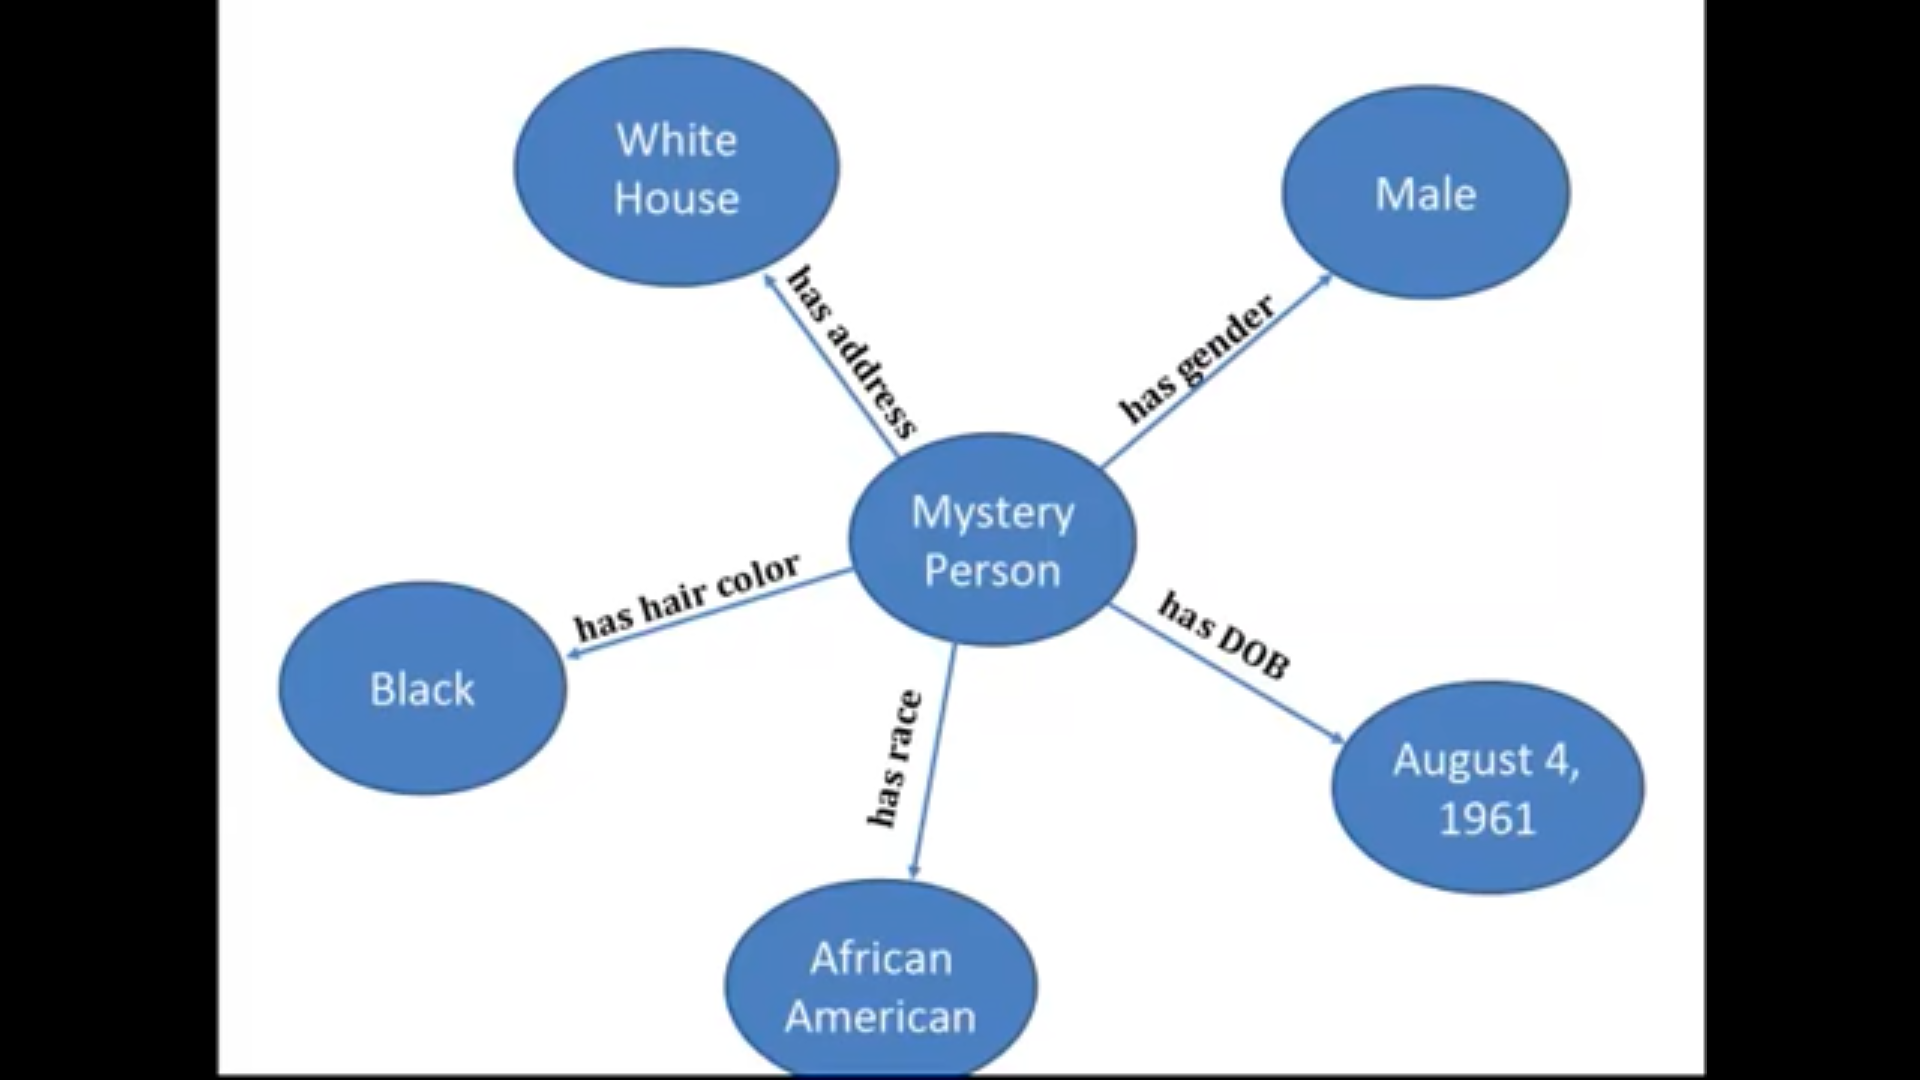 White
House
Male
has address
has gender
Mystery
Person
has hair color
has DOB
Black
has race
August 4,
1961
African
American